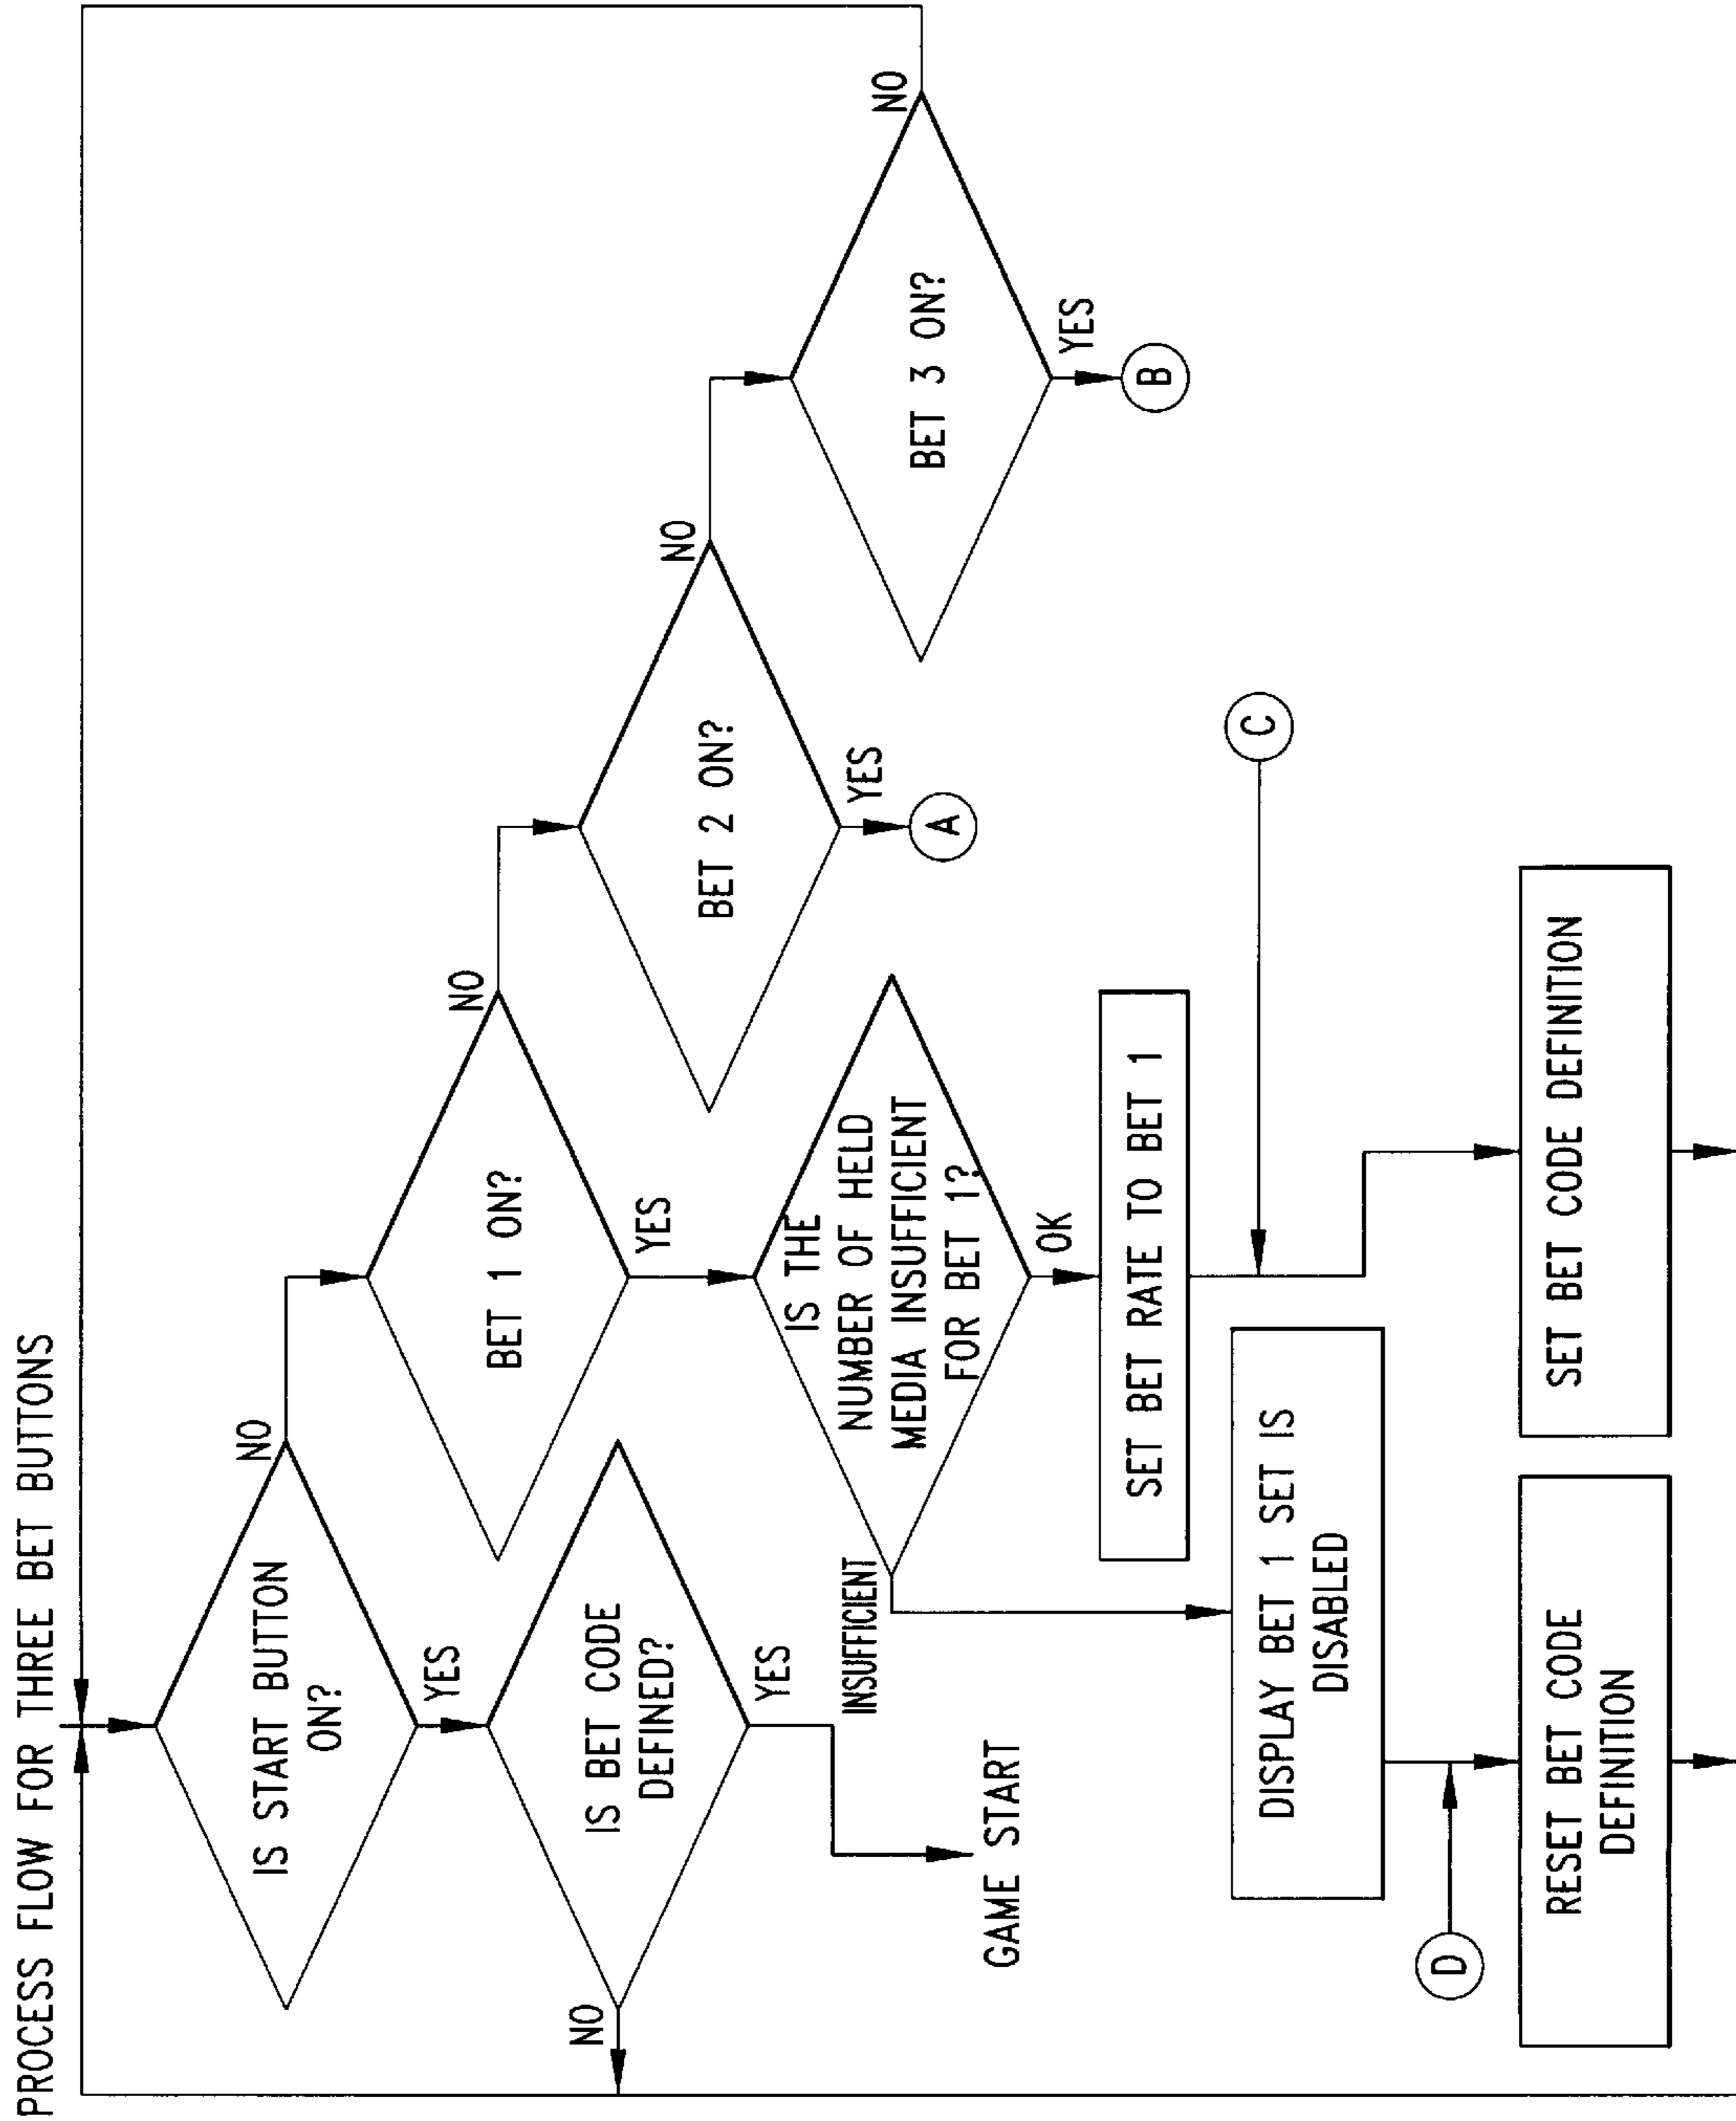 PROCESS FLOW FOR THREE BET BUTTONS
IS START BUTTON
ON?
NO
YES
BET 1 ON?
NO
YES
IS BET CODE
DEFINED?
NO
YES
BET 2 ON?
NO
YES
A
BET 3 ON?
NO
YES
B
IS THE
NUMBER OF HELD
MEDIA INSUFFICIENT
FOR BET 1?
INSUFFICIENT
OK
GAME START
SET BET RATE TO BET 1
C
DISPLAY BET 1 SET IS
DISABLED
D
RESET BET CODE
DEFINITION
SET BET CODE DEFINITION